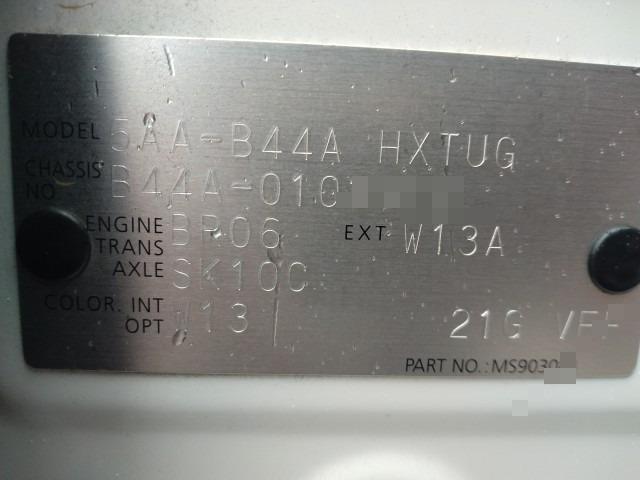 MODEL 5AA-B44A HXTUG
CHASSIS NO B44A-010
ENGINE BR06 EXT W13A
TRANS AXLE SK10C
COLOR. INT OPT W13 21G
PART NO.: MS9030